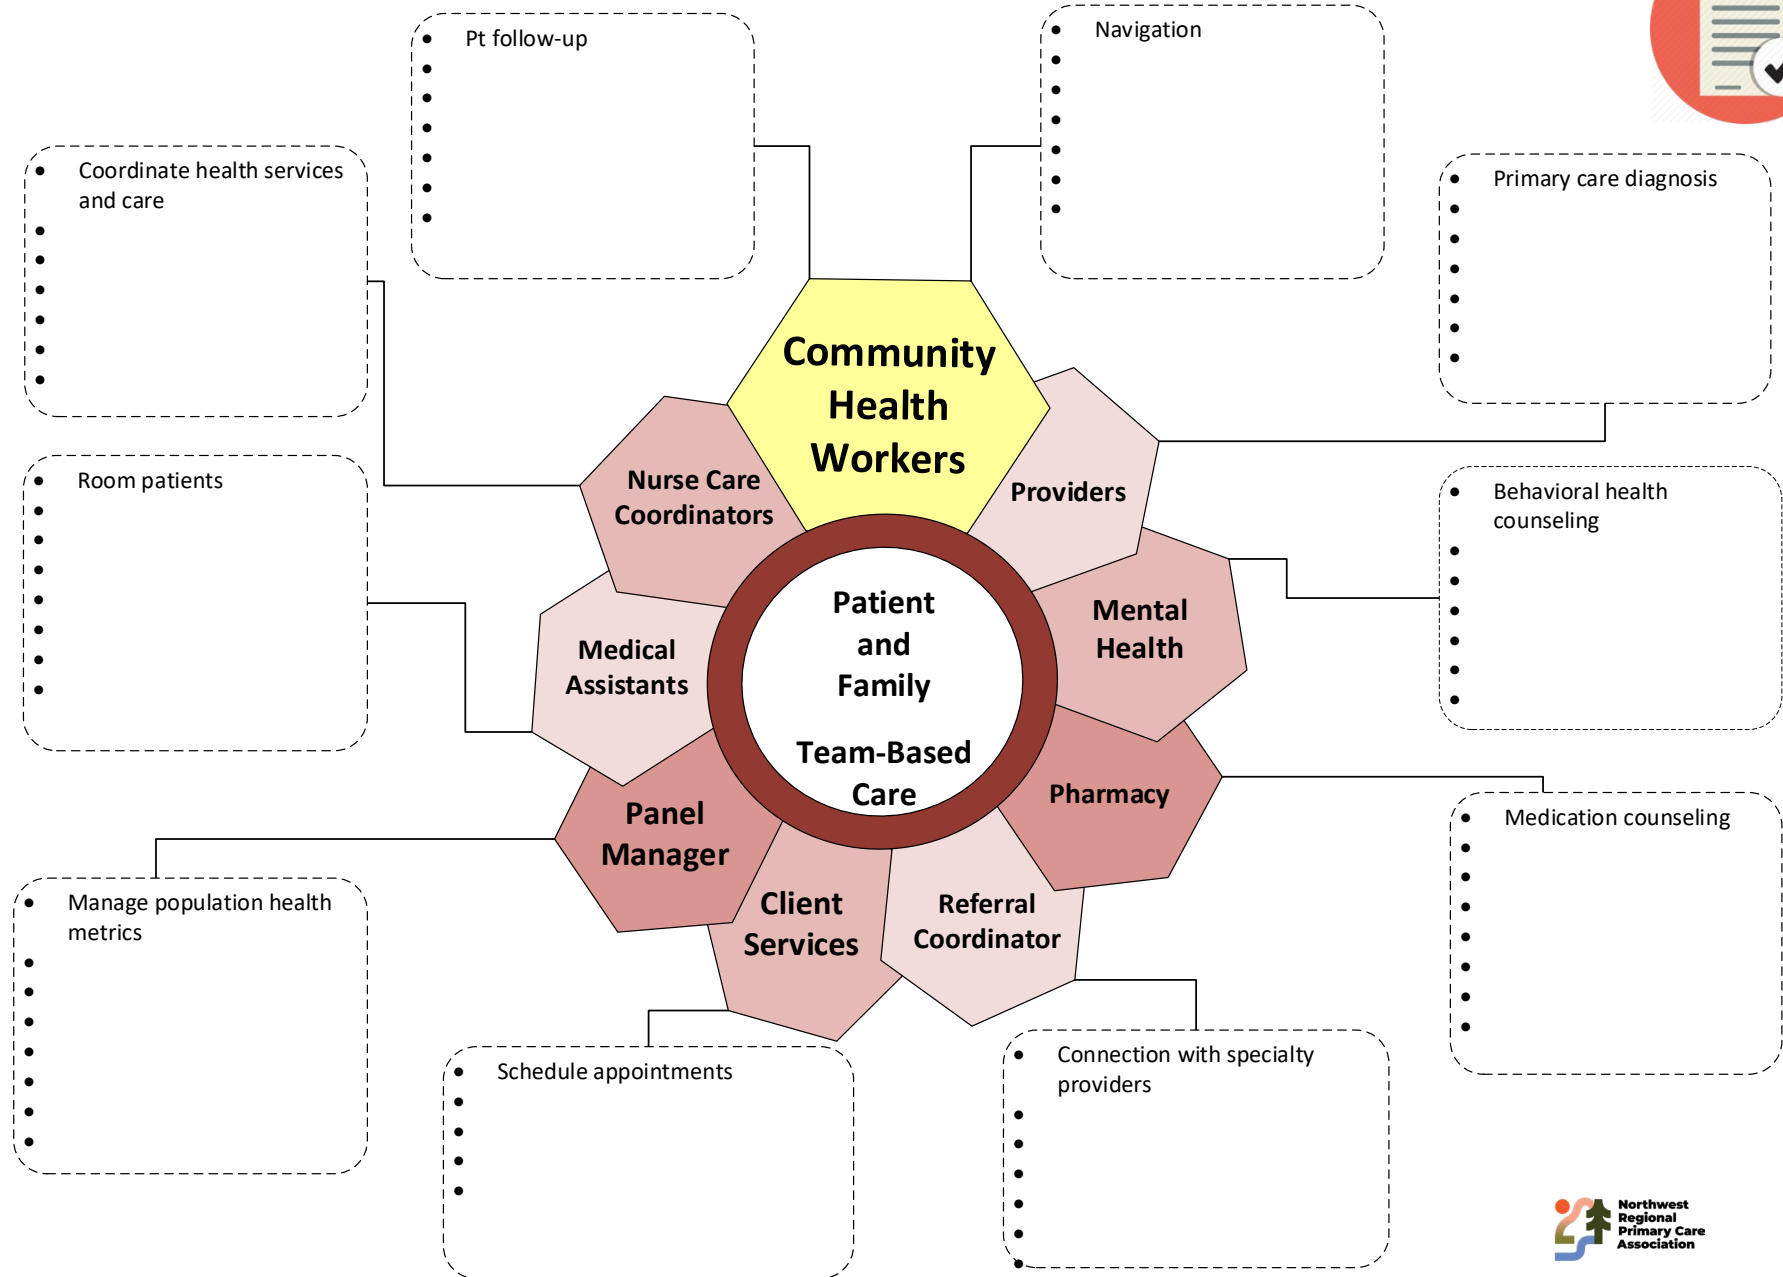 • Pt follow-up
•
•
•
•
•
•
• Navigation
•
•
•
•
•
•
• Coordinate health services
and care
•
•
•
•
•
•
• Primary care diagnosis
•
•
•
•
•
•
Community
Health
Workers
Nurse Care
Coordinators
Providers
• Room patients
•
•
•
•
•
•
•
• Behavioral health
counseling
•
•
•
•
•
•
Medical
Assistants
Patient
and
Family
Team-Based
Care
Mental
Health
Panel
Manager
Pharmacy
Client
Services
Referral
Coordinator
• Medication counseling
•
•
•
•
•
•
•
• Manage population health
metrics
•
•
•
•
•
•
•
• Schedule appointments
•
•
•
•
• Connection with specialty
providers
•
•
•
•
•
•
Northwest
Regional
Primary Care
Association